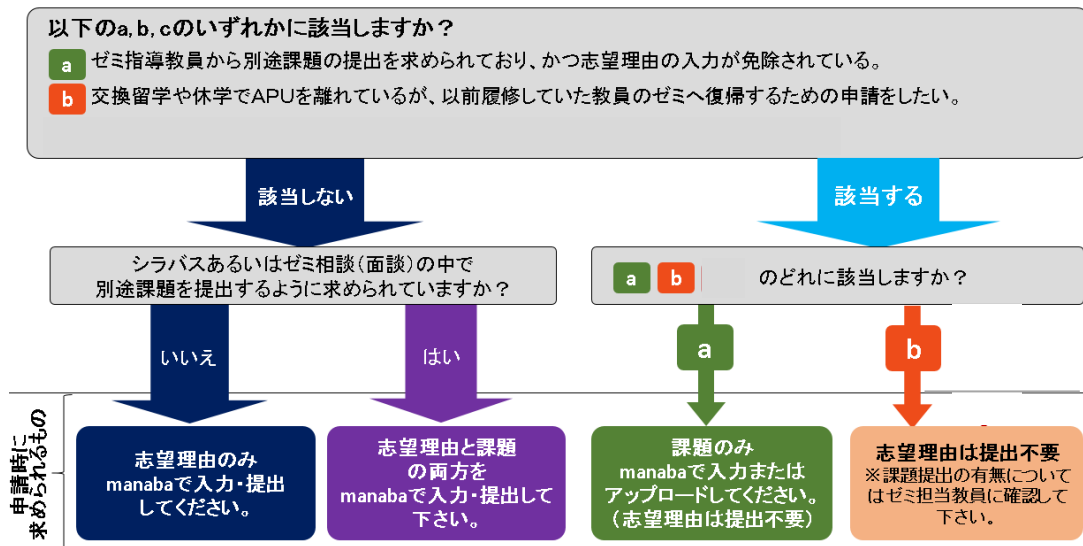 以下のa,b,cのいずれかに該当しますか？
a ゼミ指導教員から別途課題の提出を求められており、かつ志望理由の入力が免除されている。
b 交換留学や休学でAPUを離れているが、以前履修していた教員のゼミへ復帰するための申請をしたい。
該当しない
該当する
シラバスあるいはゼミ相談（面談）の中で
別途課題を提出するように求められていますか？
a b のどれに該当しますか？
いいえ
はい
a
b
申請時に
求められるもの
志望理由のみ
manabaで入力・提出
してください。
志望理由と課題
の両方を
manabaで入力・提出して
下さい。
課題のみ
manabaで入力または
アップロードしてください。
（志望理由は提出不要）
志望理由は提出不要
※課題提出の有無について
はゼミ担当教員に確認して
下さい。